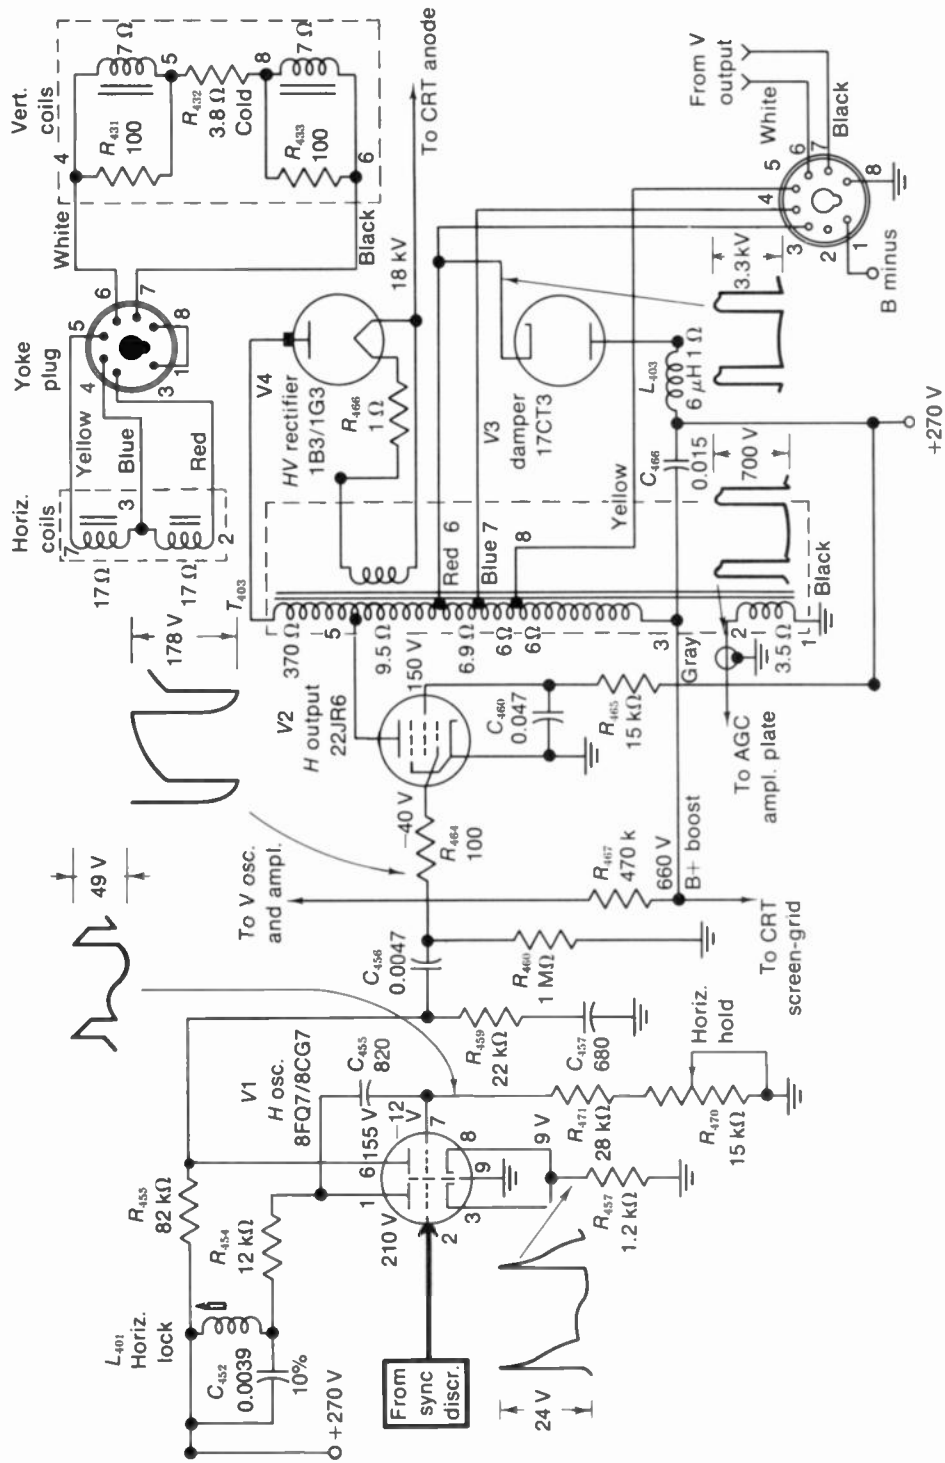 L401
Horiz.
lock
C452
0.0039
10%
+270 V
R455
82 kΩ
R454
12 kΩ
From
sync
discr.
24 V
V1
H osc.
8FQ7/8CG7
210 V
155 V
−12
V
1
6
7
2
3
9
8
9 V
C455
820
R457
1.2 kΩ
R471
28 kΩ
R470
15 kΩ
Horiz.
hold
R459
22 kΩ
C457
680
C456
0.0047
R460
1 MΩ
49 V
178 V
To V osc.
and ampl.
R467
470 k
660 V
B+ boost
To CRT
screen-grid
−40 V
R464
100
V2
H output
22JR6
150 V
C460
0.047
R465
15 kΩ
To AGC
ampl. plate
Gray
T403
370 Ω
5
9.5 Ω
6.9 Ω
6 Ω
6 Ω
3
2
3.5 Ω
1
Black
Red 6
Blue 7
8
Yellow
C466
0.015
700 V
L403
6 μH 1 Ω
3.3 kV
+270 V
V3
damper
17CT3
V4
HV rectifier
1B3/1G3
R466
1 Ω
18 kV
To CRT anode
Horiz.
coils
7
17 Ω
3
17 Ω
2
Yellow
Blue
Red
Yoke
plug
5
4
3
6
7
8
1
White
Black
Vert.
coils
4
R431
100
7 Ω
5
R432
3.8 Ω
Cold
8
R433
100
7 Ω
6
From V
output
White
Black
5
4
3
2
1
6
7
8
B minus